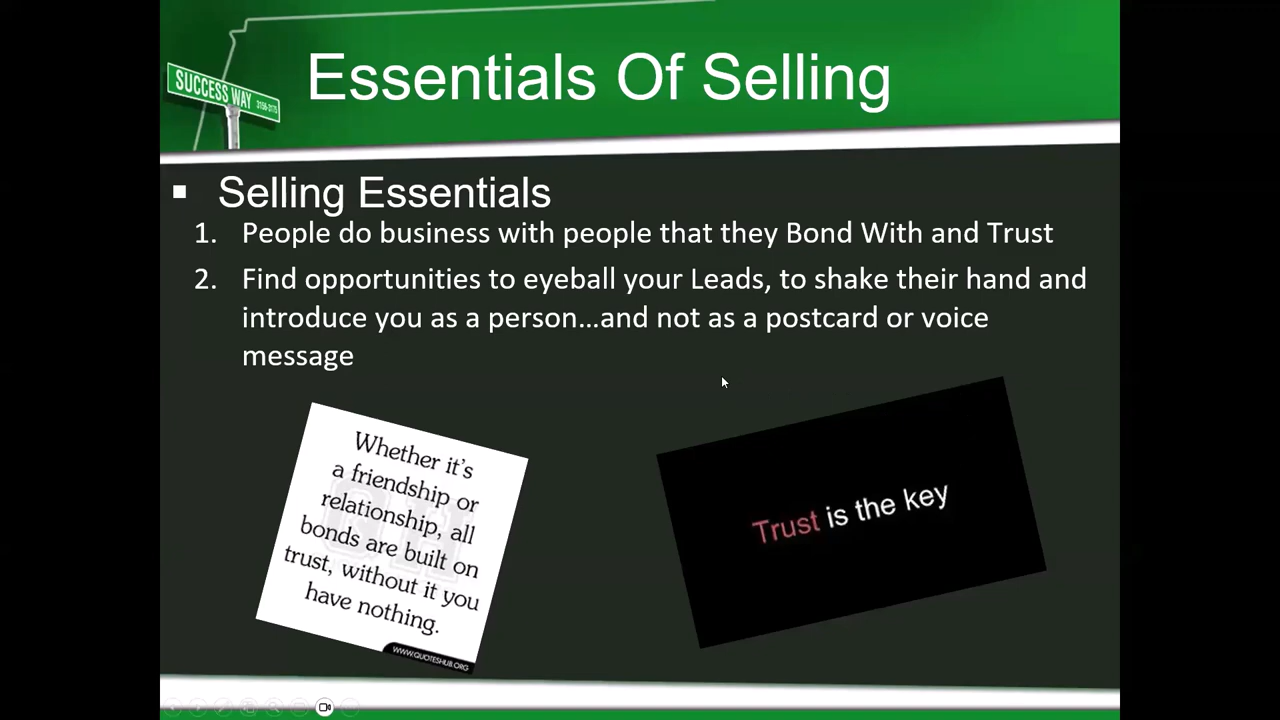 Essentials Of Selling
SUCCESS WAY 3150-3175
▪ Selling Essentials
1. People do business with people that they Bond With and Trust
2. Find opportunities to eyeball your Leads, to shake their hand and
introduce you as a person…and not as a postcard or voice
message
Whether it’s
a friendship or
relationship, all
bonds are built on
trust, without it you
have nothing.
WWW.QUOTESHUB.ORG
Trust is the key